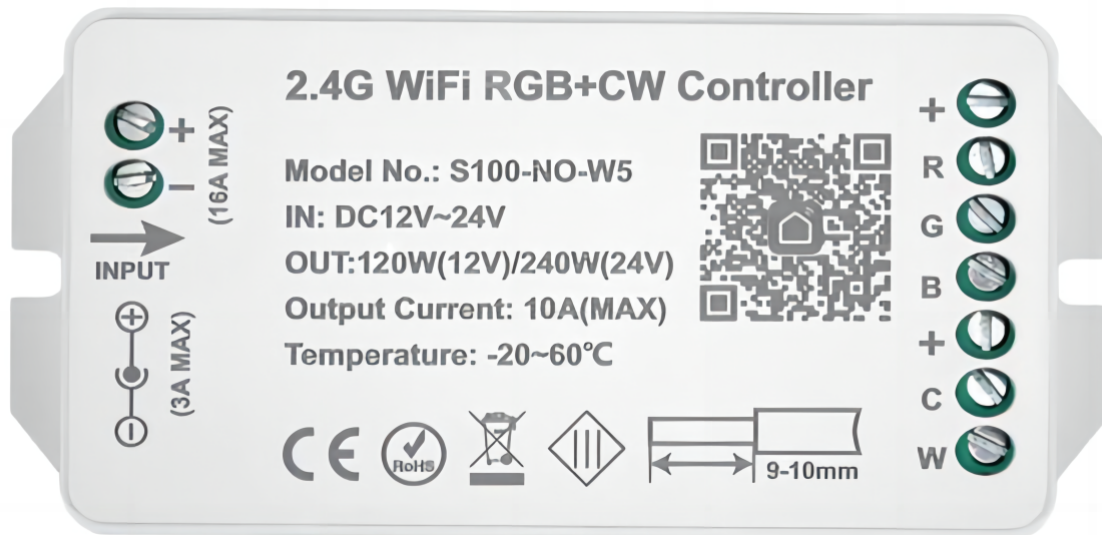 2.4G WiFi RGB+CW Controller
+
(16A MAX)
−
INPUT
+
(3A MAX)
−
Model No.: S100-NO-W5
IN: DC12V~24V
OUT:120W(12V)/240W(24V)
Output Current: 10A(MAX)
Temperature: -20~60℃
CE
RoHS
9-10mm
+
R
G
B
+
C
W